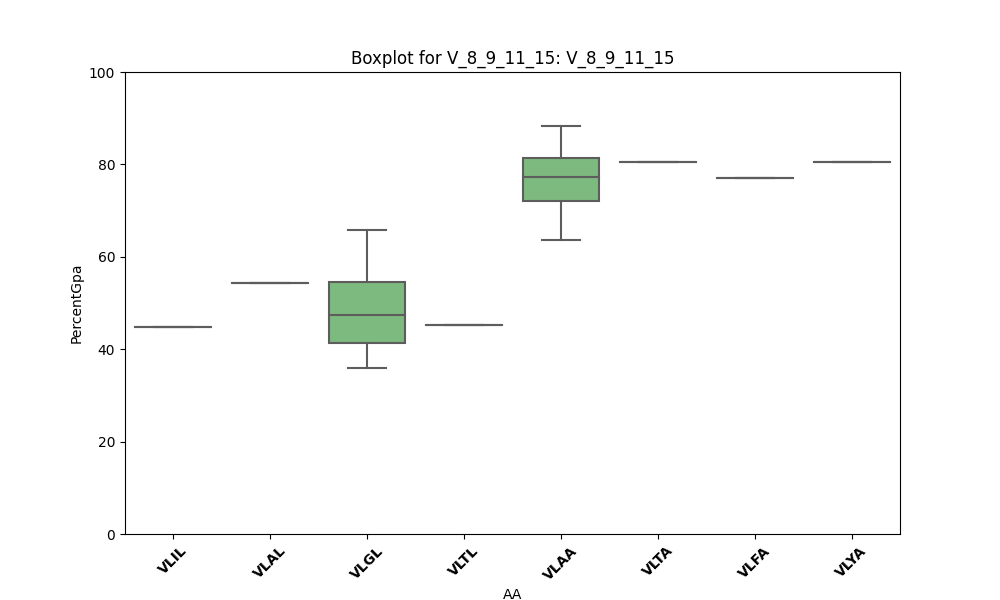 Boxplot for V_8_9_11_15: V_8_9_11_15
100
80
60
40
20
0
PercentGpa
VLIL
VLAL
VLGL
VLTL
VLAA
VLTA
VLFA
VLYA
AA